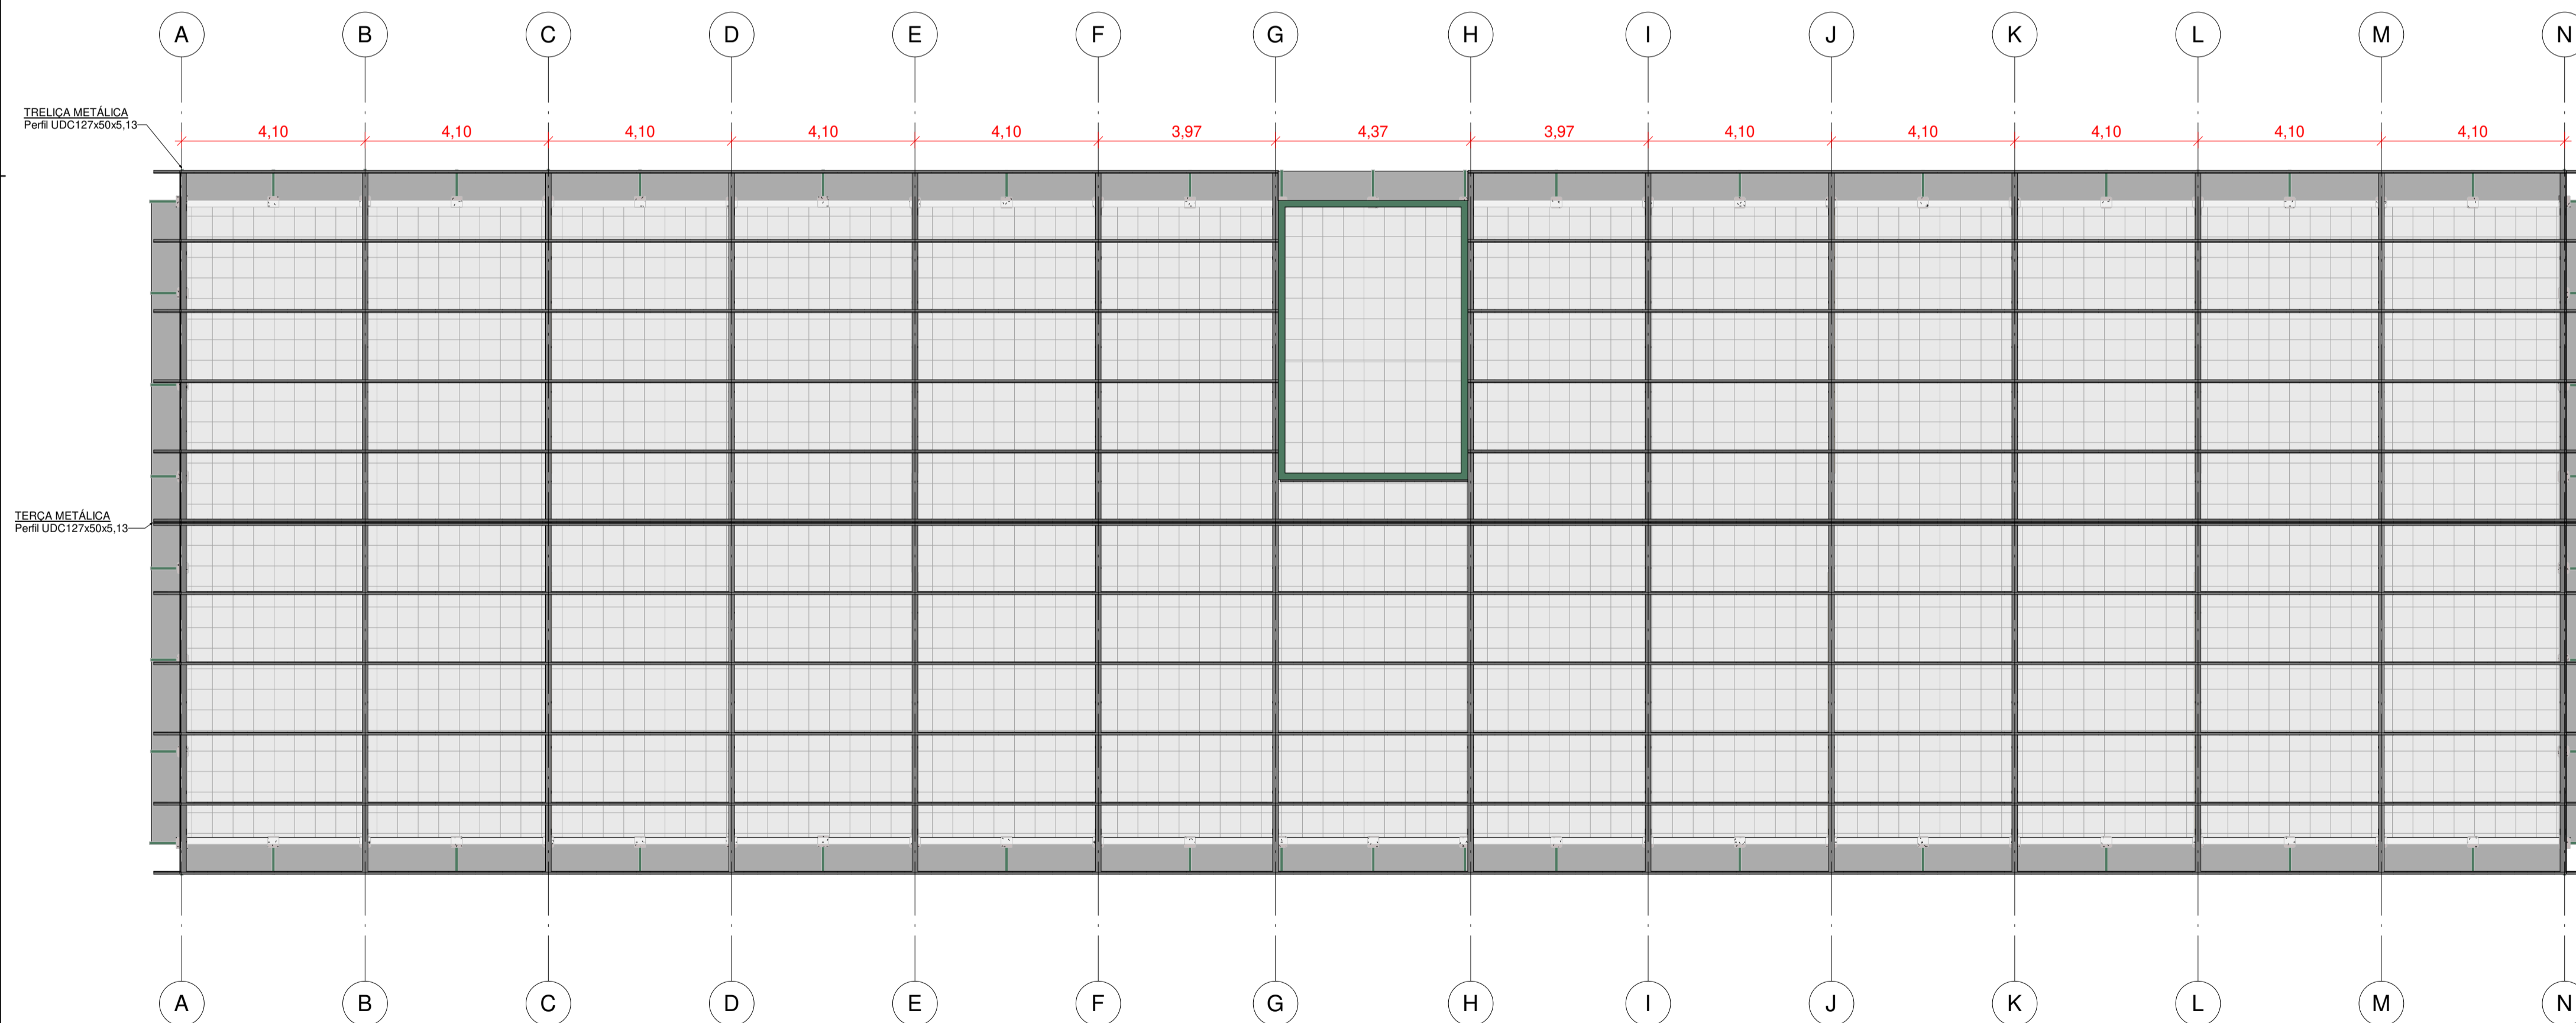 A B C D E F G H I J K L M N
TRELIÇA METÁLICA
Perfil UDC127x50x5,13
4,10 4,10 4,10 4,10 4,10 3,97 4,37 3,97 4,10 4,10 4,10 4,10 4,10
TERÇA METÁLICA
Perfil UDC127x50x5,13
A B C D E F G H I J K L M N